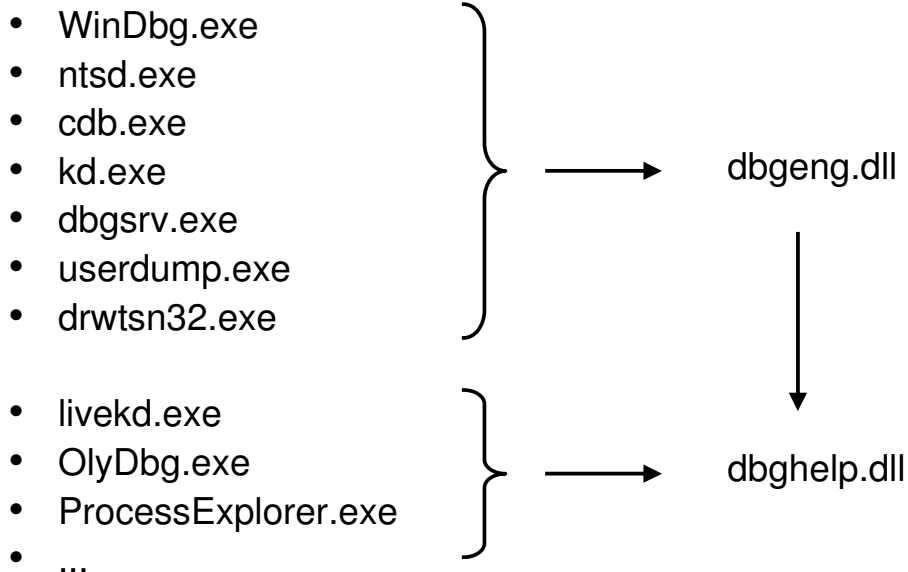 • WinDbg.exe
• ntsd.exe
• cdb.exe
• kd.exe
• dbgsrv.exe
• userdump.exe
• drwtsn32.exe
dbgeng.dll
• livekd.exe
• OlyDbg.exe
• ProcessExplorer.exe
• ...
dbghelp.dll